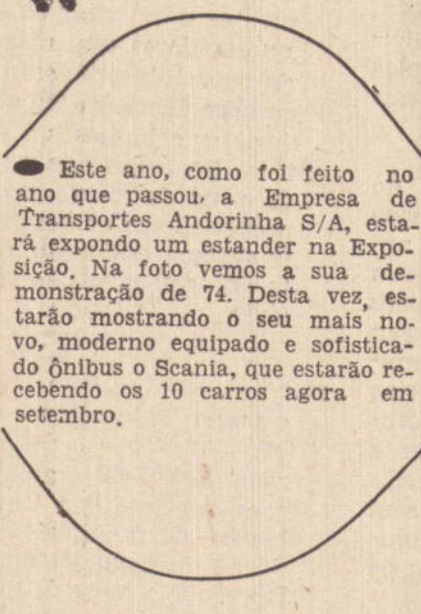 Este ano, como foi feito no
ano que passou, a Empresa de
Transportes Andorinha S/A, esta-
rá expondo um estander na Expo-
sição. Na foto vemos a sua de-
monstração de 74. Desta vez, es-
tarão mostrando o seu mais no-
vo, moderno equipado e sofistica-
do ônibus o Scania, que estarão re-
cebendo os 10 carros agora em
setembro.